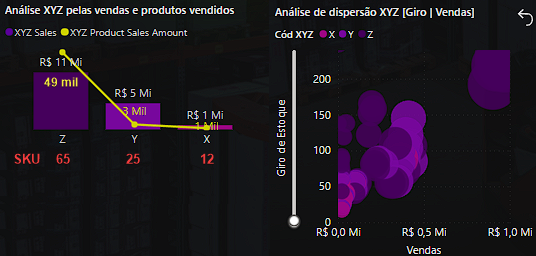 Análise XYZ pelas vendas e produtos vendidos
XYZ Sales XYZ Product Sales Amount
R$ 11 Mi
49 mil
R$ 5 Mi
3 Mil
R$ 1 Mi
1 Mil
Z Y X
SKU 65 25 12
Análise de dispersão XYZ [Giro | Vendas]
Cód XYZ X Y Z
Giro de Estoque
200
150
100
50
0
R$ 0,0 Mi R$ 0,5 Mi R$ 1,0 Mi
Vendas